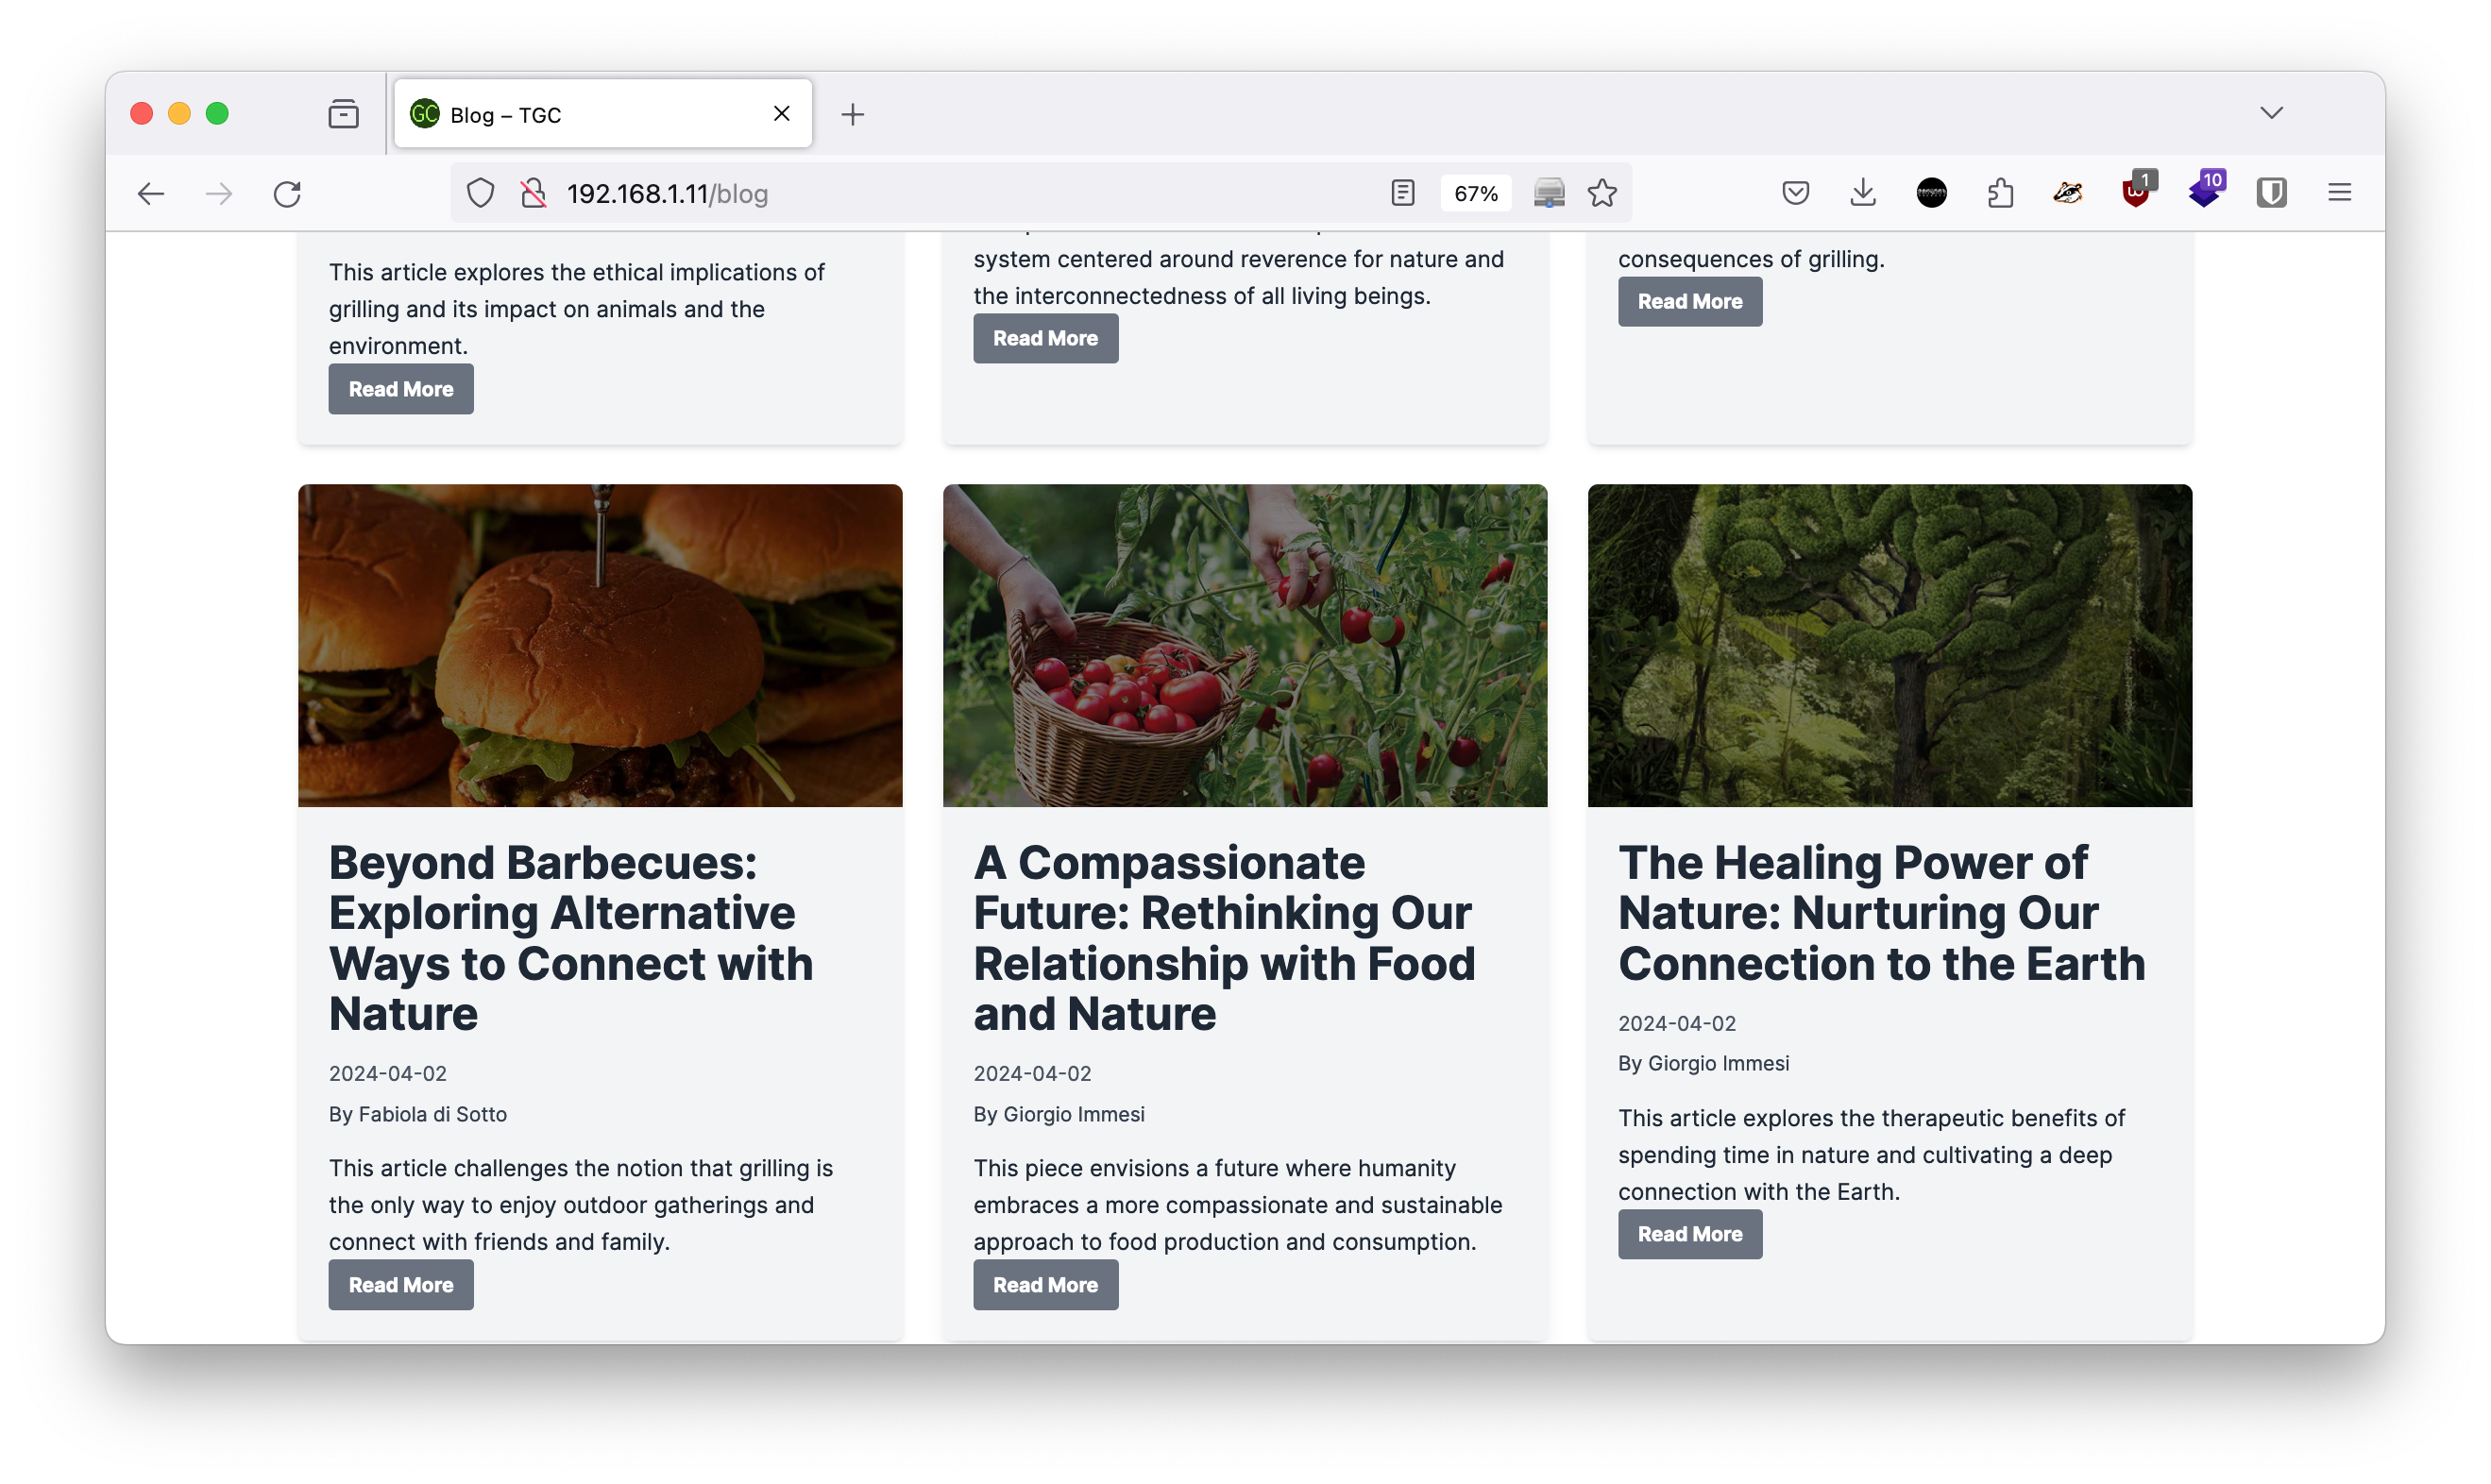 GC Blog – TGC
192.168.1.11/blog
67%
1
10
This article explores the ethical implications of
grilling and its impact on animals and the
environment.
Read More
system centered around reverence for nature and
the interconnectedness of all living beings.
Read More
consequences of grilling.
Read More
Beyond Barbecues:
Exploring Alternative
Ways to Connect with
Nature
2024-04-02
By Fabiola di Sotto
This article challenges the notion that grilling is
the only way to enjoy outdoor gatherings and
connect with friends and family.
Read More
A Compassionate
Future: Rethinking Our
Relationship with Food
and Nature
2024-04-02
By Giorgio Immesi
This piece envisions a future where humanity
embraces a more compassionate and sustainable
approach to food production and consumption.
Read More
The Healing Power of
Nature: Nurturing Our
Connection to the Earth
2024-04-02
By Giorgio Immesi
This article explores the therapeutic benefits of
spending time in nature and cultivating a deep
connection with the Earth.
Read More